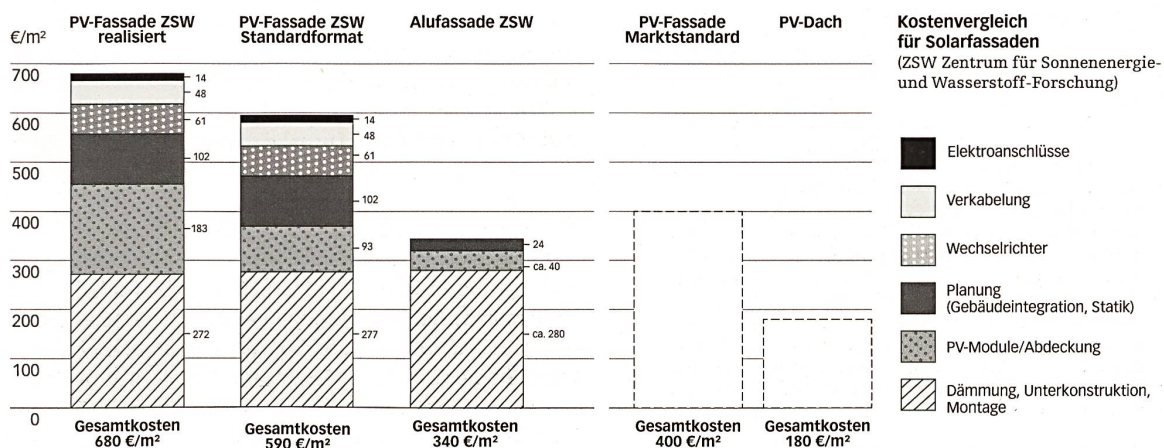 €/m²
PV-Fassade ZSW
realisiert
PV-Fassade ZSW
Standardformat
Alufassade ZSW
PV-Fassade
Marktstandard
PV-Dach
Kostenvergleich
für Solarfassaden
(ZSW Zentrum für Sonnenenergie-
und Wasserstoff-Forschung)
700
600
500
400
300
200
100
0
14
48
61
102
183
272
14
48
61
102
93
277
24
ca. 40
ca. 280
Gesamtkosten
680 €/m²
Gesamtkosten
590 €/m²
Gesamtkosten
340 €/m²
Gesamtkosten
400 €/m²
Gesamtkosten
180 €/m²
Elektroanschlüsse
Verkabelung
Wechselrichter
Planung
(Gebäudeintegration, Statik)
PV-Module/Abdeckung
Dämmung, Unterkonstruktion,
Montage